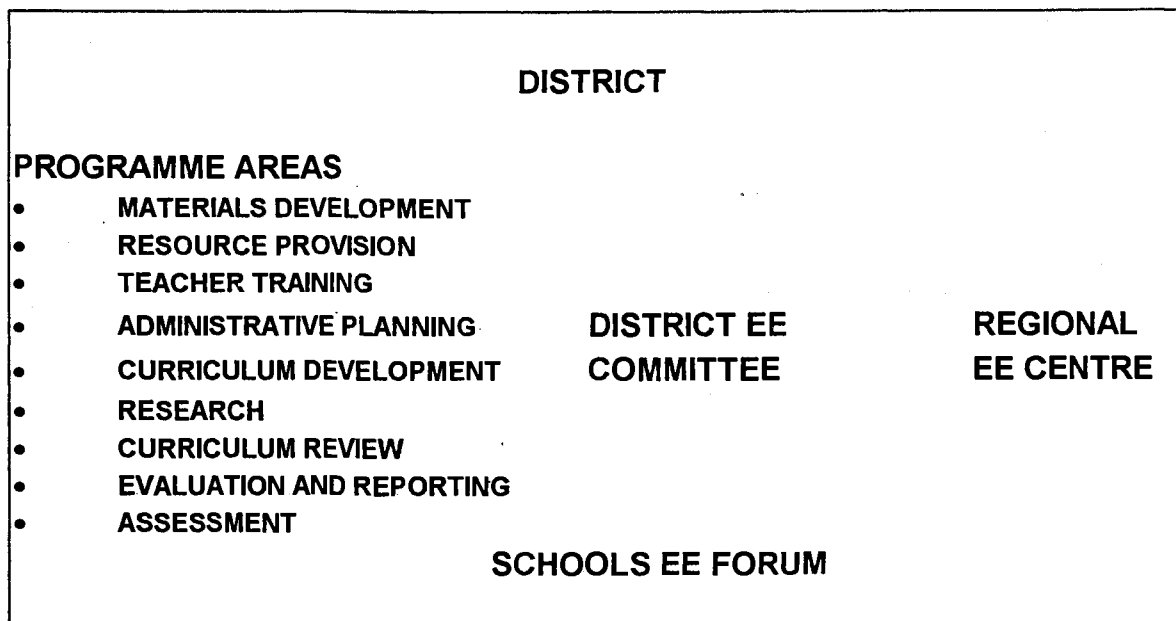 DISTRICT
PROGRAMME AREAS
• MATERIALS DEVELOPMENT
• RESOURCE PROVISION
• TEACHER TRAINING
• ADMINISTRATIVE PLANNING DISTRICT EE REGIONAL
• CURRICULUM DEVELOPMENT COMMITTEE EE CENTRE
• RESEARCH
• CURRICULUM REVIEW
• EVALUATION AND REPORTING
• ASSESSMENT
SCHOOLS EE FORUM